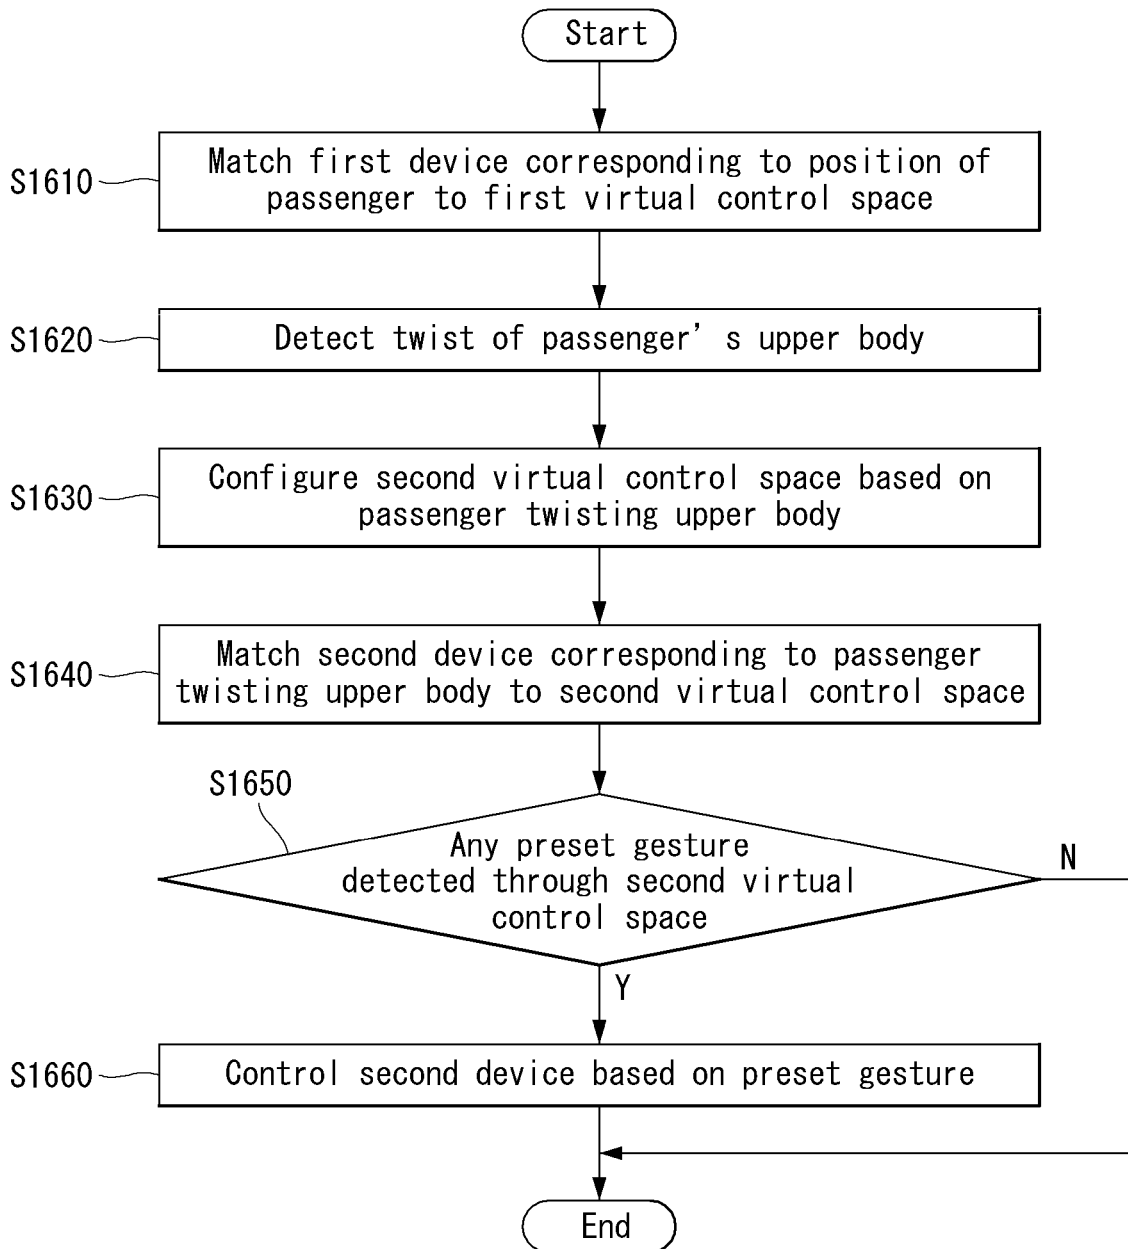 Start
S1610
Match first device corresponding to position of
passenger to first virtual control space
S1620
Detect twist of passenger' s upper body
S1630
Configure second virtual control space based on
passenger twisting upper body
S1640
Match second device corresponding to passenger
twisting upper body to second virtual control space
S1650
Any preset gesture
detected through second virtual
control space
N
Y
S1660
Control second device based on preset gesture
End